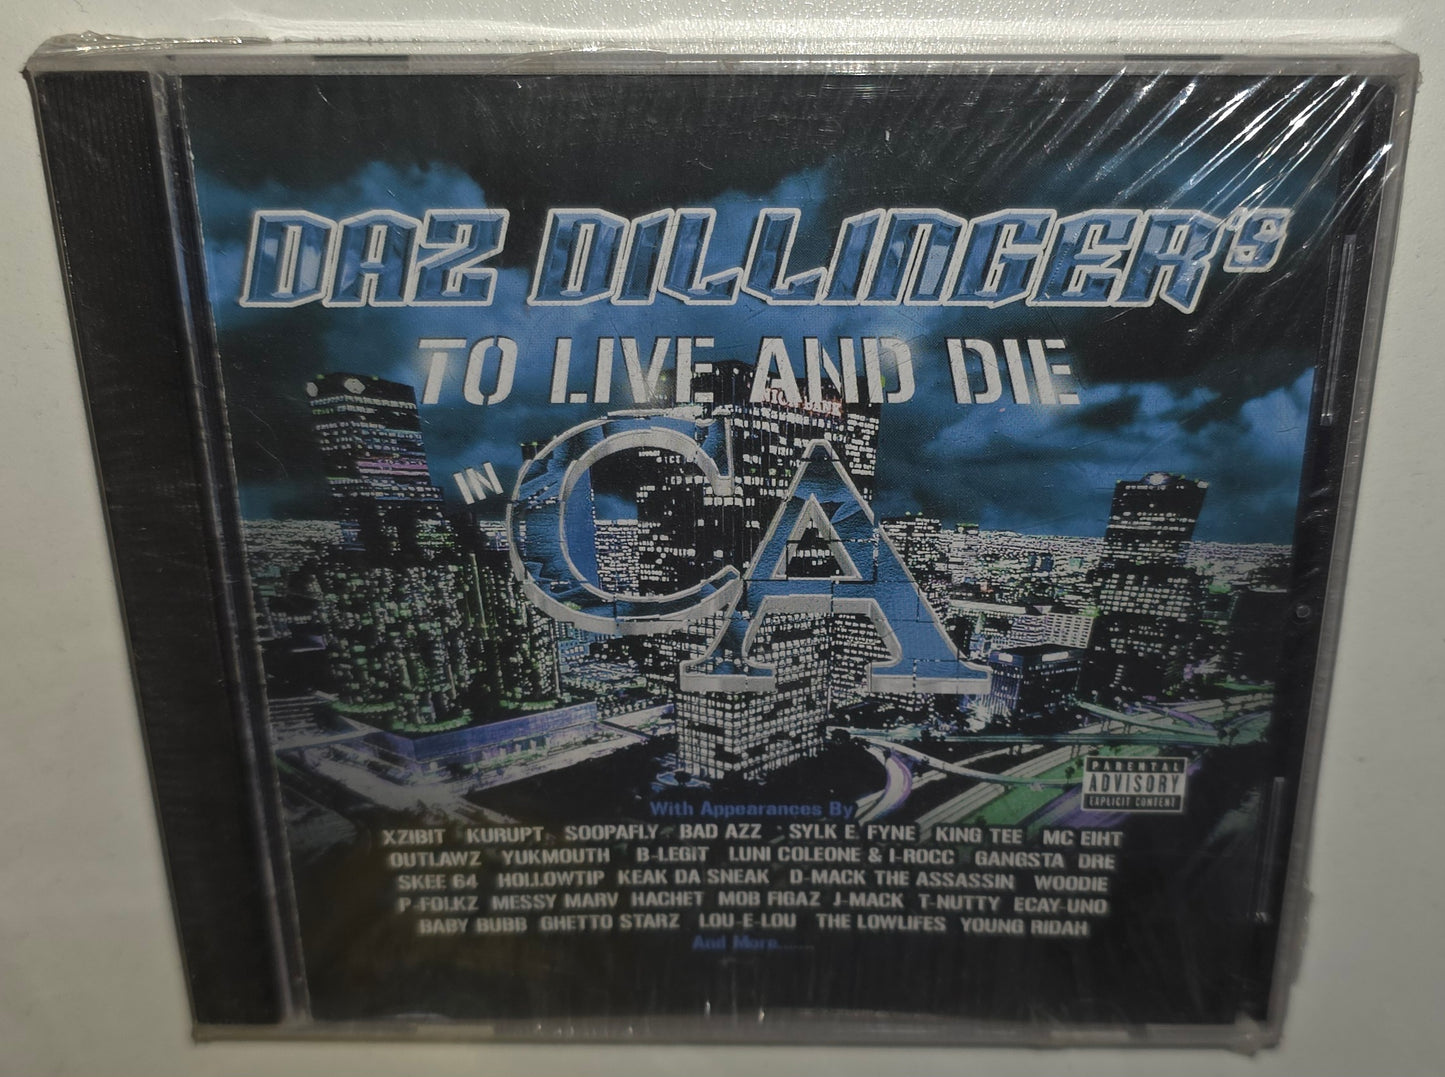 DAZ DILLINGER'S
TO LIVE AND DIE
IN CA
PARENTAL
ADVISORY
EXPLICIT CONTENT
With Appearances By
XZIBIT KURUPT SOOPAFLY BAD AZZ SYLK E. FYNE KING TEE MC EIHT
OUTLAWZ YUKMOUTH B-LEGIT LUNI COLEONE & I-ROCC GANGSTA DRE
SKEE 64 HOLLOWTIP KEAK DA SNEAK D-MACK THE ASSASSIN WOODIE
P-FOLKZ MESSY MARV HACHET MOB FIGAZ J-MACK T-NUTTY ECAY-UNO
BABY BUBB GHETTO STARZ LOU-E-LOU THE LOWLIFES YOUNG RIDAH
And More......